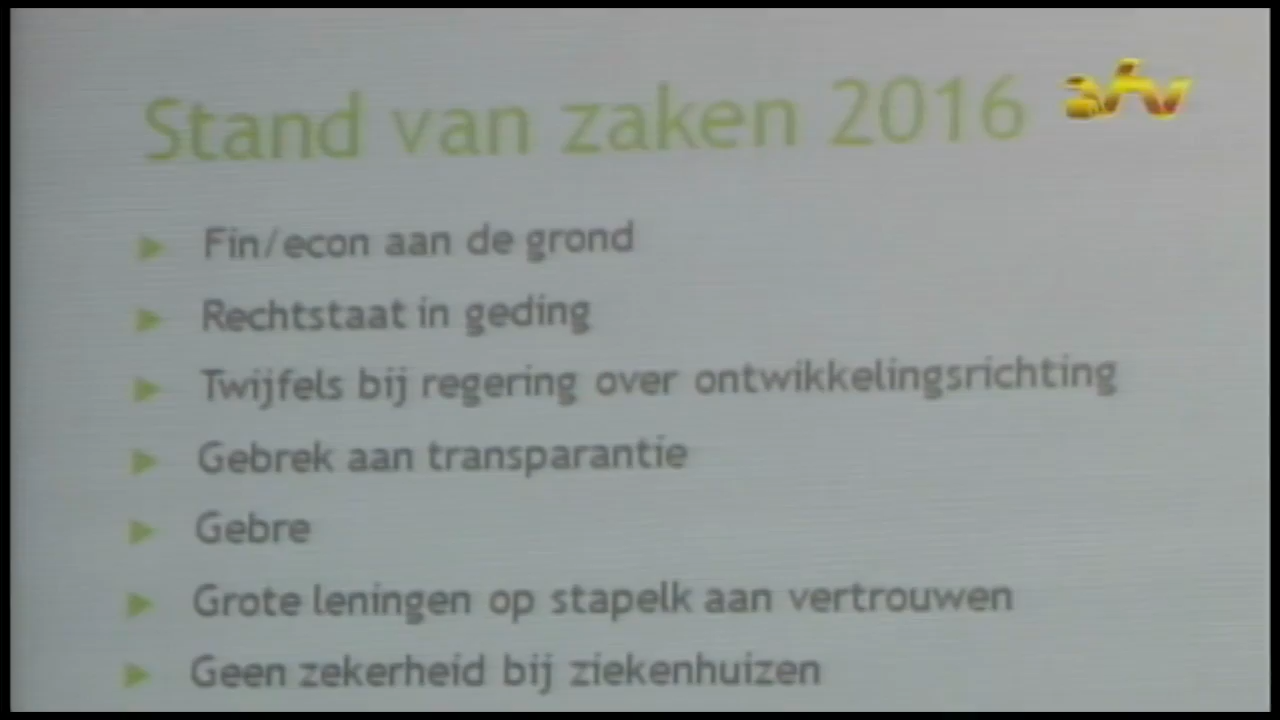 Stand van zaken 2016
Fin/econ aan de grond
Rechtstaat in geding
Twijfels bij regering over ontwikkelingsrichting
Gebrek aan transparantie
Gebre
Grote leningen op stapelk aan vertrouwen
Geen zekerheid bij ziekenhuizen